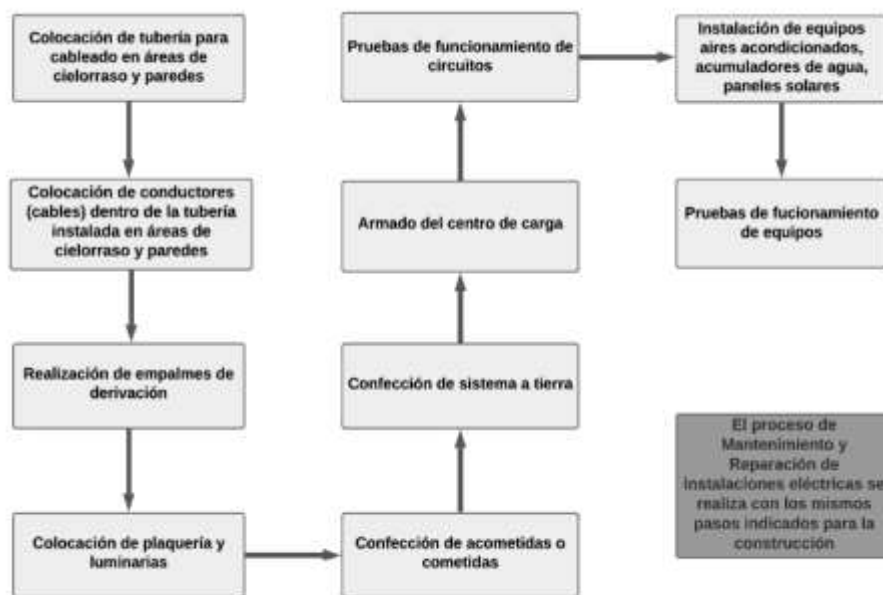 Colocación de tubería para
cableado en áreas de
cielorraso y paredes
Colocación de conductores
(cables) dentro de la tubería
instalada en áreas de
cielorraso y paredes
Realización de empalmes de
derivación
Colocación de plaquería y
luminarias
Confección de acometidas o
cometidas
Confección de sistema a tierra
Armado del centro de carga
Pruebas de funcionamiento de
circuitos
Instalación de equipos
aires acondicionados,
acumuladores de agua,
paneles solares
Pruebas de fucionamiento
de equipos
El proceso de
Mantenimiento y
Reparación de
Instalaciones eléctricas se
realiza con los mismos
pasos indicados para la
construcción